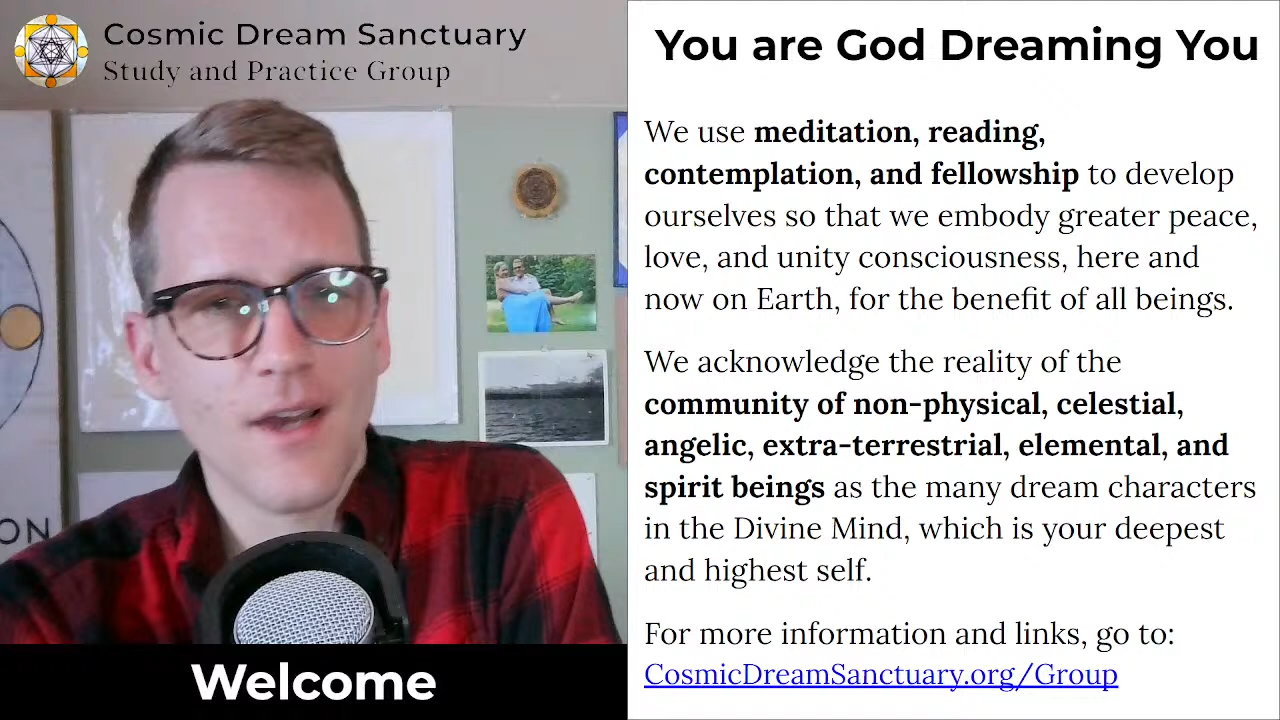 Cosmic Dream Sanctuary
Study and Practice Group
You are God Dreaming You
We use meditation, reading,
contemplation, and fellowship to develop
ourselves so that we embody greater peace,
love, and unity consciousness, here and
now on Earth, for the benefit of all beings.
We acknowledge the reality of the
community of non-physical, celestial,
angelic, extra-terrestrial, elemental, and
spirit beings as the many dream characters
in the Divine Mind, which is your deepest
and highest self.
For more information and links, go to:
CosmicDreamSanctuary.org/Group
ON
Welcome